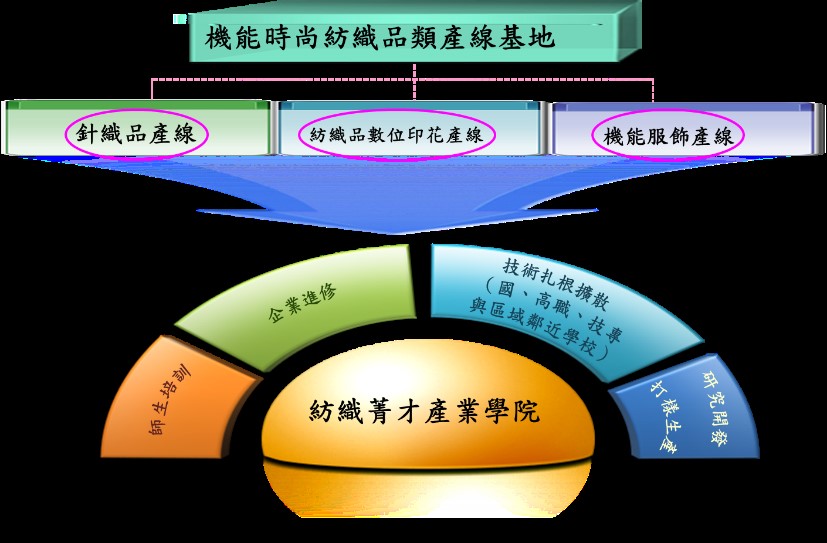 機能時尚紡織品類產線基地
針織品產線
紡織品數位印花產線
機能服飾產線
師生培訓
企業進修
技術扎根擴散
（國、高職、技專
與區域鄰近學校）
研究開發
打樣生產
紡織菁才產業學院